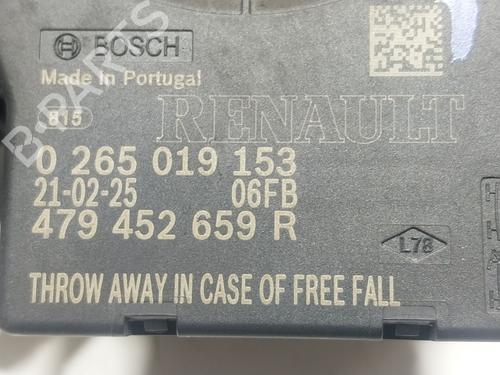 BOSCH
Made in Portugal
815
RENAULT
0 265 019 153
21-02-25 06FB
479 452 659 R
L78
THROW AWAY IN CASE OF FREE FALL
B-PARTS